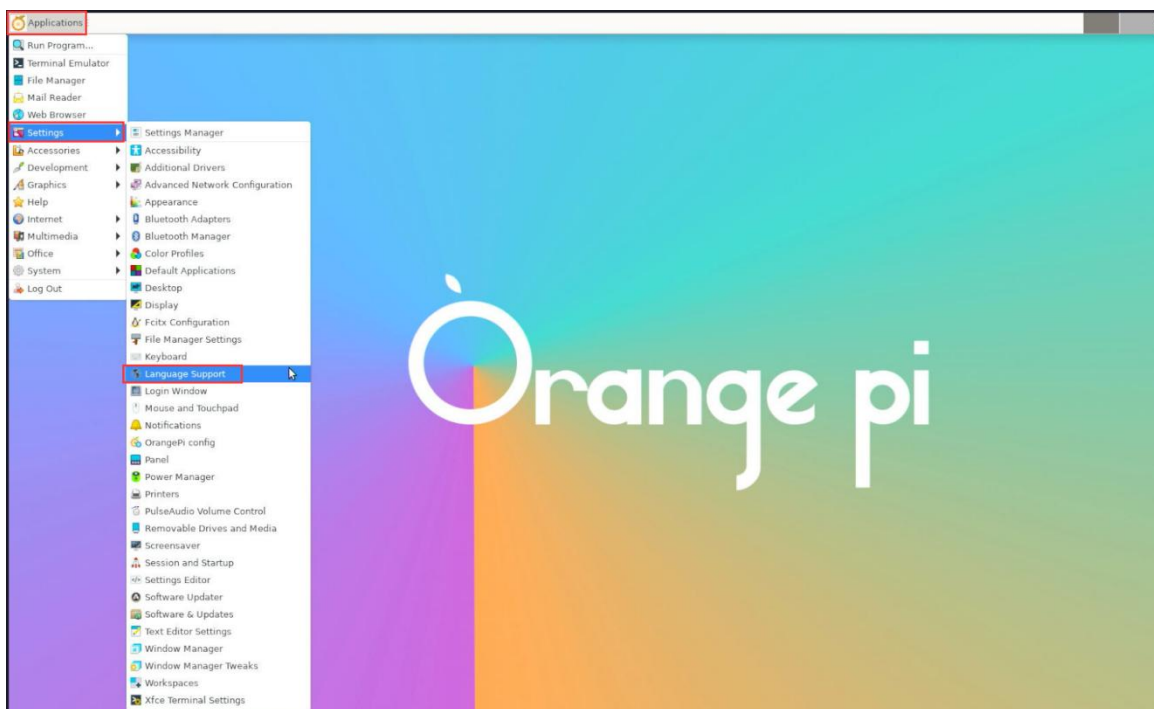 Applications
Run Program...
Terminal Emulator
File Manager
Mail Reader
Web Browser
Settings
Accessories
Development
Graphics
Help
Internet
Multimedia
Office
System
Log Out
Settings Manager
Accessibility
Additional Drivers
Advanced Network Configuration
Appearance
Bluetooth Adapters
Bluetooth Manager
Color Profiles
Default Applications
Desktop
Display
Fcitx Configuration
File Manager Settings
Keyboard
Language Support
Login Window
Mouse and Touchpad
Notifications
OrangePi config
Panel
Power Manager
Printers
PulseAudio Volume Control
Removable Drives and Media
Screensaver
Session and Startup
Settings Editor
Software Updater
Software & Updates
Text Editor Settings
Window Manager
Window Manager Tweaks
Workspaces
Xfce Terminal Settings
Orange pi